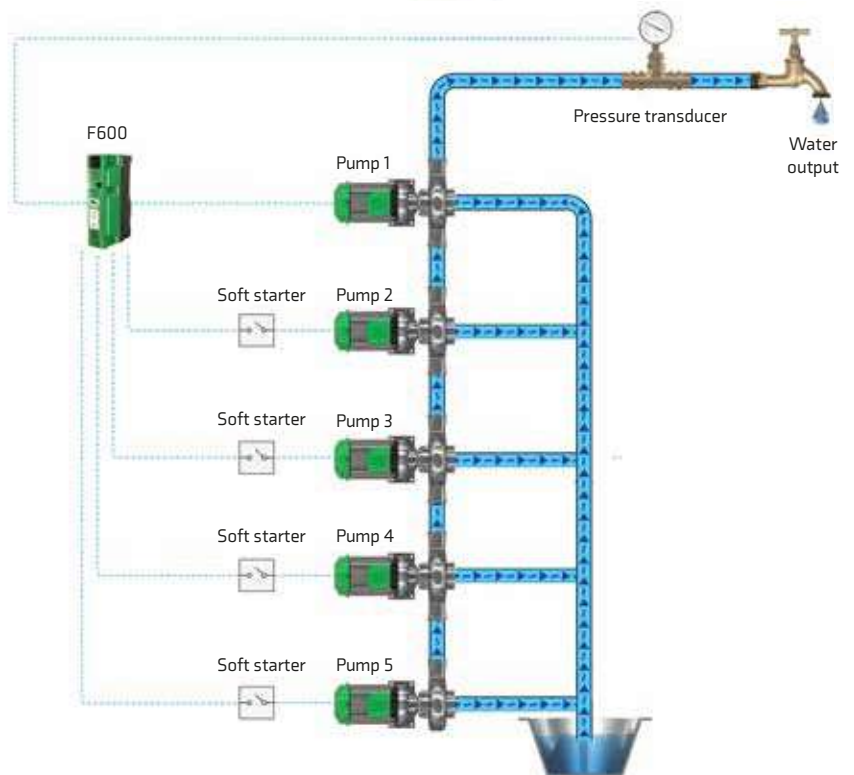 Pressure transducer
Water
output
F600
Pump 1
Soft starter
Pump 2
Soft starter
Pump 3
Soft starter
Pump 4
Soft starter
Pump 5